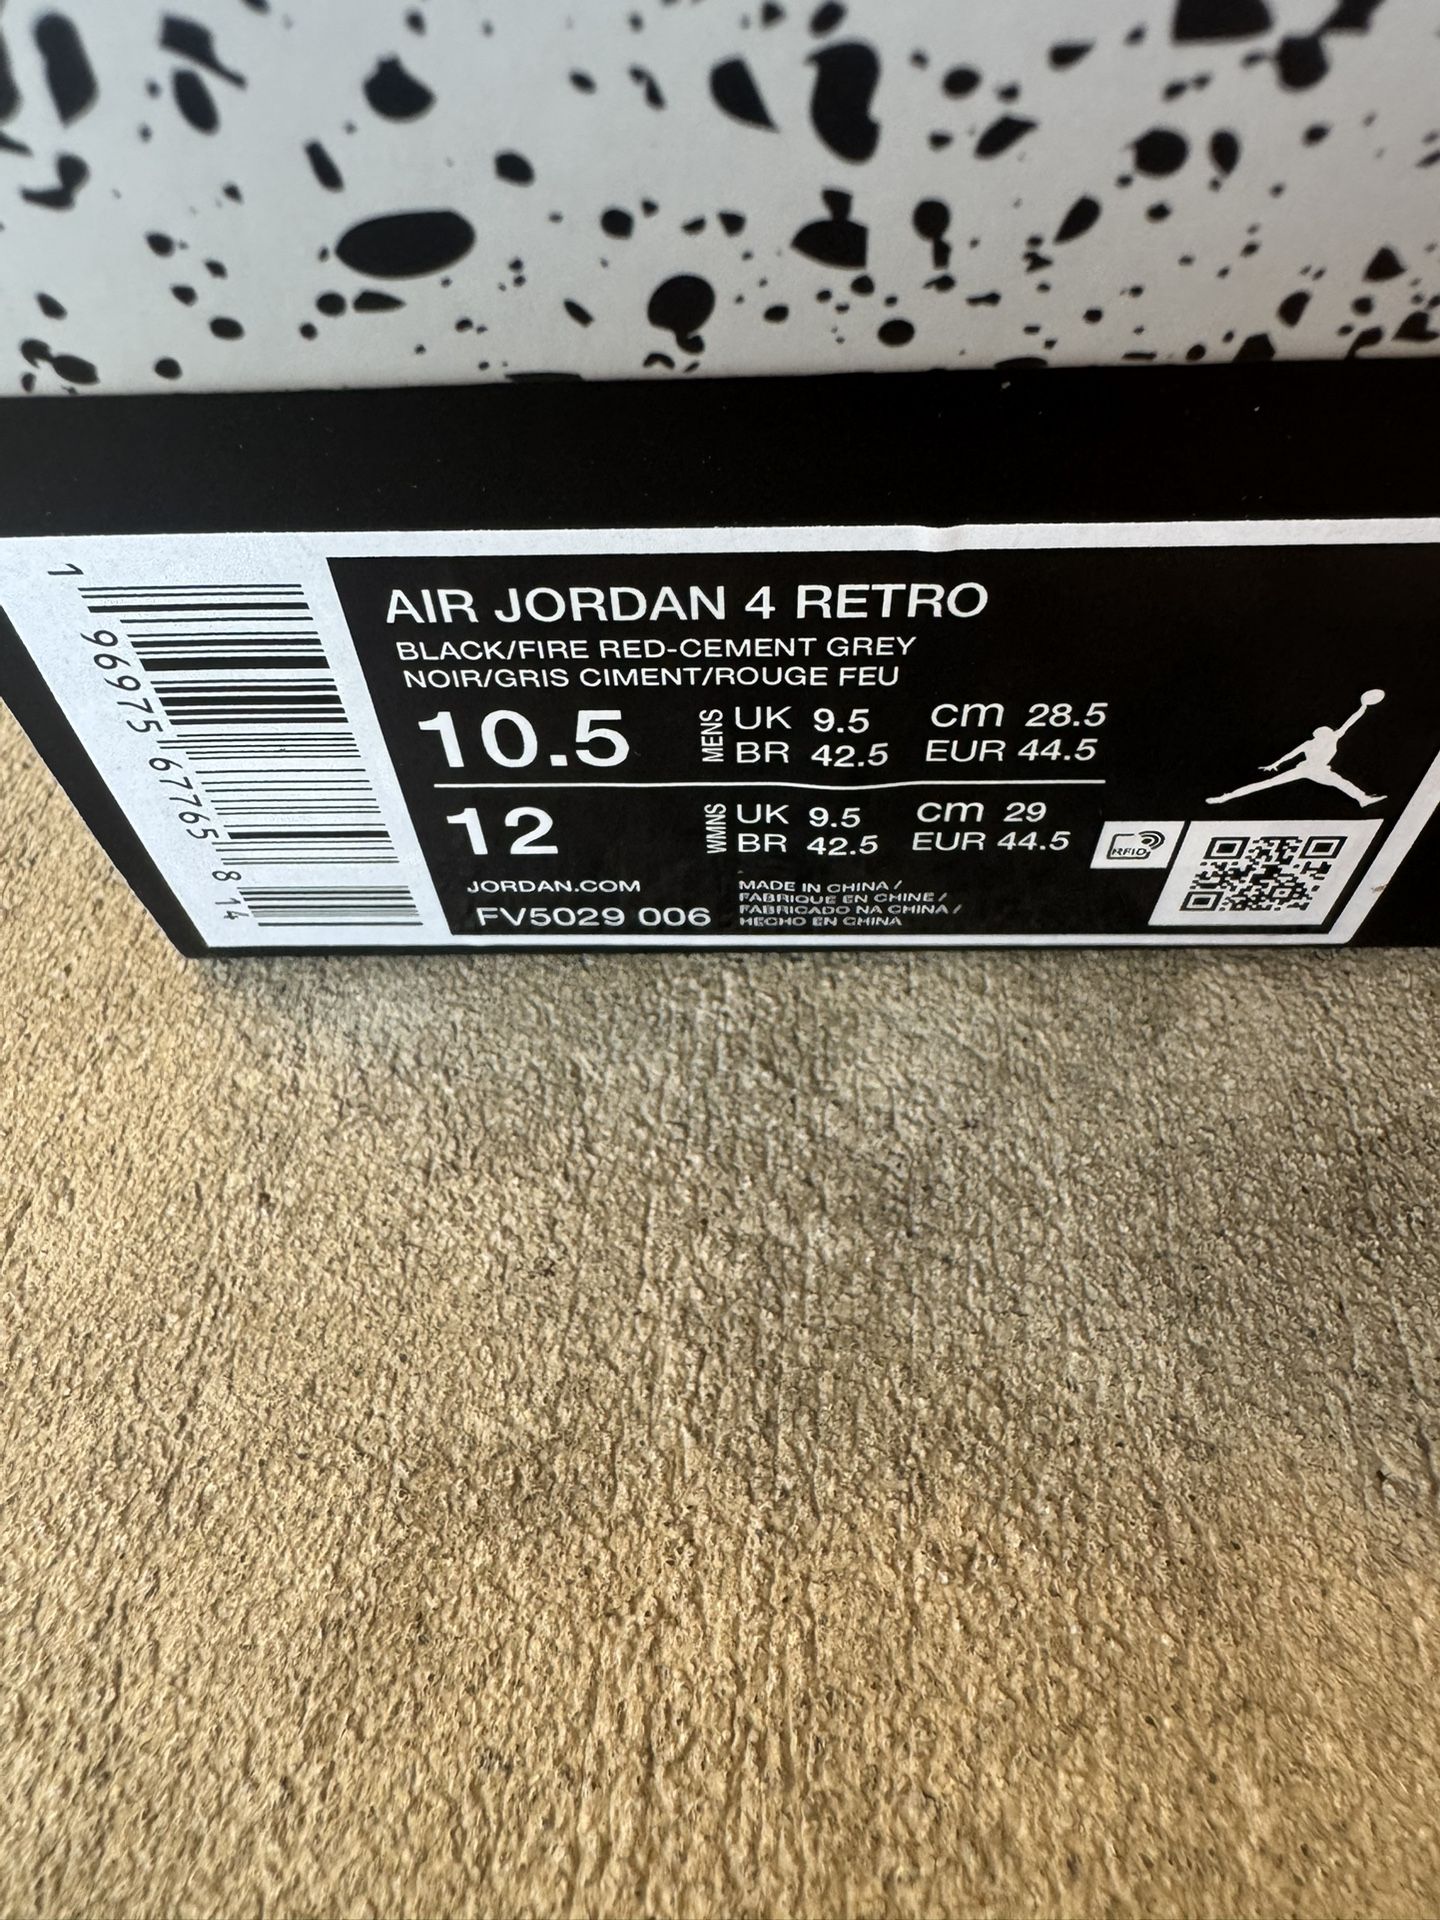 AIR JORDAN 4 RETRO
BLACK/FIRE RED-CEMENT GREY
NOIR/GRIS CIMENT/ROUGE FEU
10.5 MENS UK 9.5 cm 28.5
BR 42.5 EUR 44.5
12 WMNS UK 9.5 cm 29
BR 42.5 EUR 44.5
RFID
JORDAN.COM
FV5029 006
MADE IN CHINA /
FABRIQUE EN CHINE /
FABRICADO NA CHINA /
HECHO EN CHINA
1 96975 67765 8 14